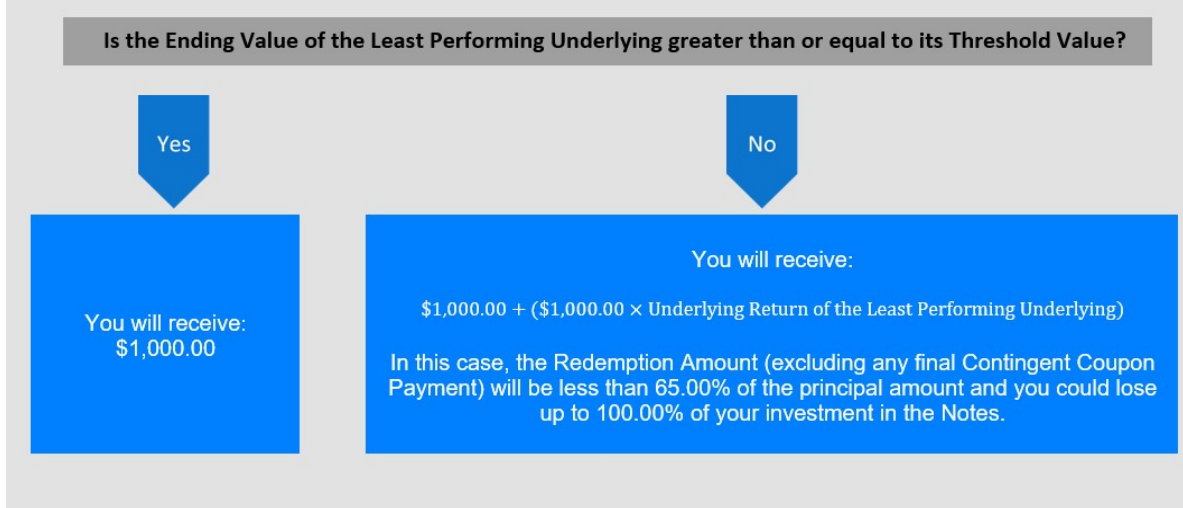 Is the Ending Value of the Least Performing Underlying greater than or equal to its Threshold Value?
Yes
No
You will receive:
$1,000.00
You will receive:
$1,000.00 + ($1,000.00 × Underlying Return of the Least Performing Underlying)
In this case, the Redemption Amount (excluding any final Contingent Coupon
Payment) will be less than 65.00% of the principal amount and you could lose
up to 100.00% of your investment in the Notes.